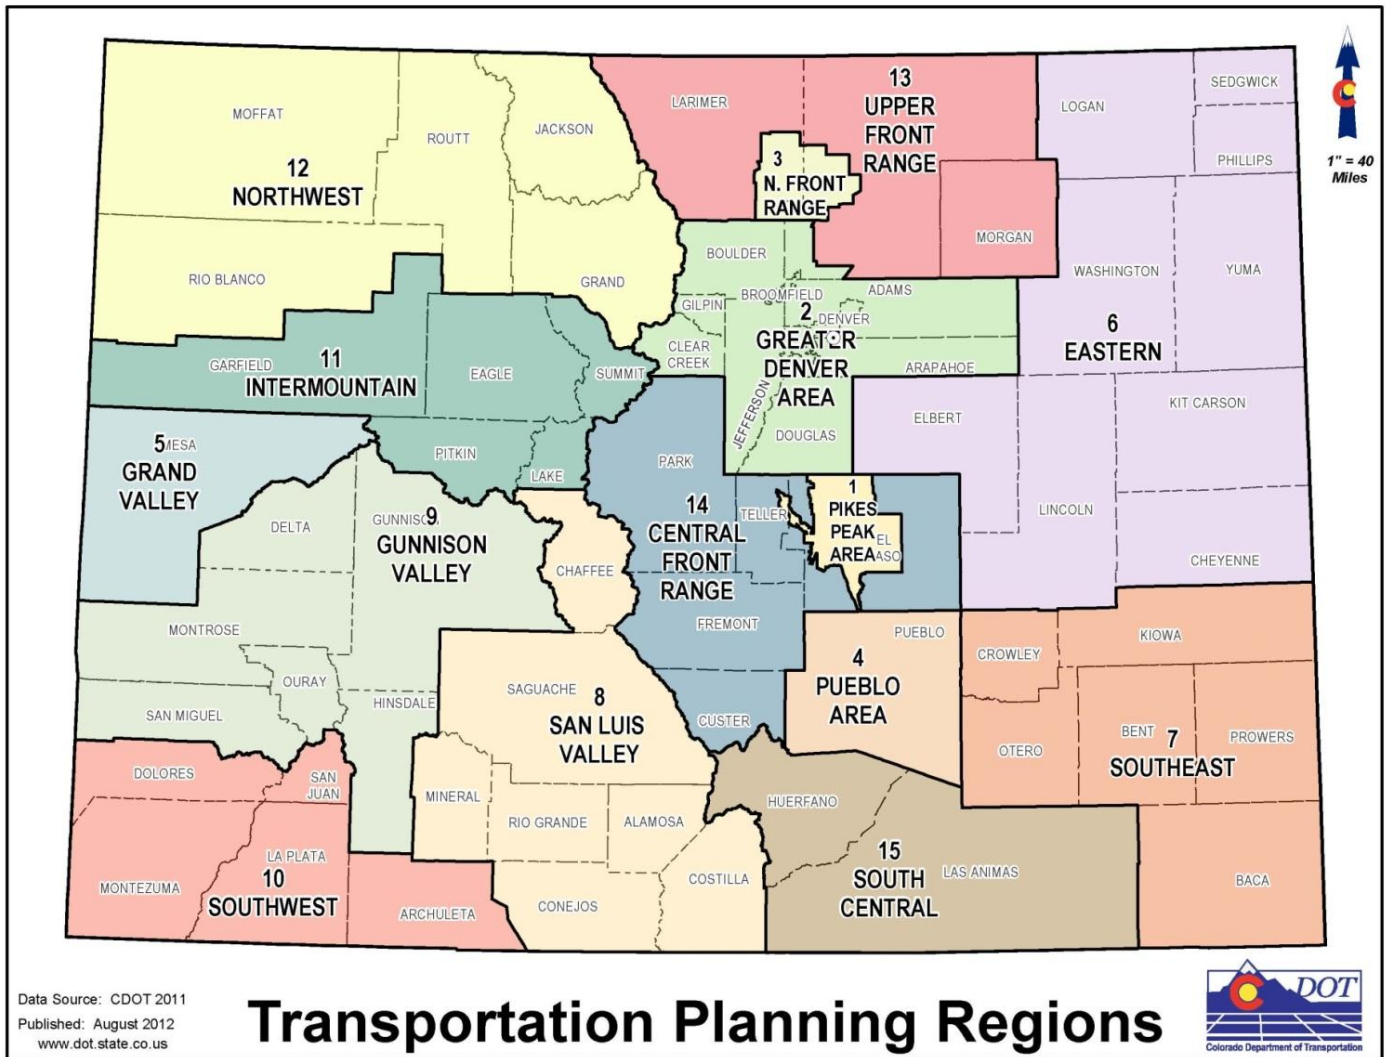 MOFFAT
ROUTT
JACKSON
12
NORTHWEST
RIO BLANCO
GRAND
LARIMER
13
UPPER
FRONT
RANGE
3
N. FRONT
RANGE
MORGAN
LOGAN
SEDGWICK
PHILLIPS
WASHINGTON
YUMA
6
EASTERN
KIT CARSON
ELBERT
LINCOLN
CHEYENNE
1" = 40
Miles
BOULDER
BROOMFIELD
ADAMS
GILPIN
DENVER
2
GREATER
DENVER
AREA
CLEAR
CREEK
ARAPAHOE
JEFFERSON
DOUGLAS
GARFIELD
11
INTERMOUNTAIN
EAGLE
SUMMIT
PITKIN
LAKE
5
MESA
GRAND
VALLEY
DELTA
GUNNISON
9
GUNNISON
VALLEY
MONTROSE
OURAY
SAN MIGUEL
HINSDALE
CHAFFEE
PARK
14
CENTRAL
FRONT
RANGE
TELLER
1
PIKES
PEAK
AREA
EL
ASO
FREMONT
CUSTER
PUEBLO
4
PUEBLO
AREA
CROWLEY
KIOWA
OTERO
BENT
PROWERS
7
SOUTHEAST
BACA
SAGUACHE
8
SAN LUIS
VALLEY
MINERAL
RIO GRANDE
ALAMOSA
CONEJOS
COSTILLA
DOLORES
SAN
JUAN
LA PLATA
MONTEZUMA
10
SOUTHWEST
ARCHULETA
HUERFANO
15
SOUTH
CENTRAL
LAS ANIMAS
Data Source: CDOT 2011
Published: August 2012
www.dot.state.co.us
Transportation Planning Regions
DOT
Colorado Department of Transportation